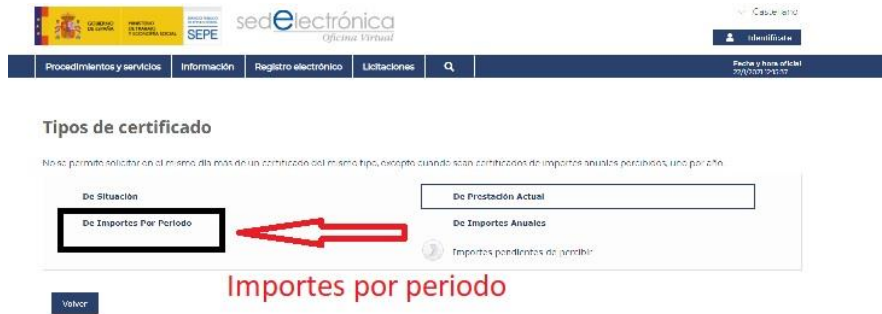 GOBIERNO DE ESPAÑA
MINISTERIO DE TRABAJO Y ECONOMÍA SOCIAL
SEPE
sedElectrónica
Oficina Virtual
Castellano
Identifícate
Procedimientos y servicios
Información
Registro electrónico
Licitaciones
Fecha y hora oficial
Tipos de certificado
No se permite solicitar en el mismo día más de un certificado del mismo tipo, excepto cuando sean certificados de importes anuales percibidos, uno por año
De Situación
De Prestación Actual
De Importes Por Periodo
De Importes Anuales
Importes pendientes de percibir
Importes por periodo
Volver